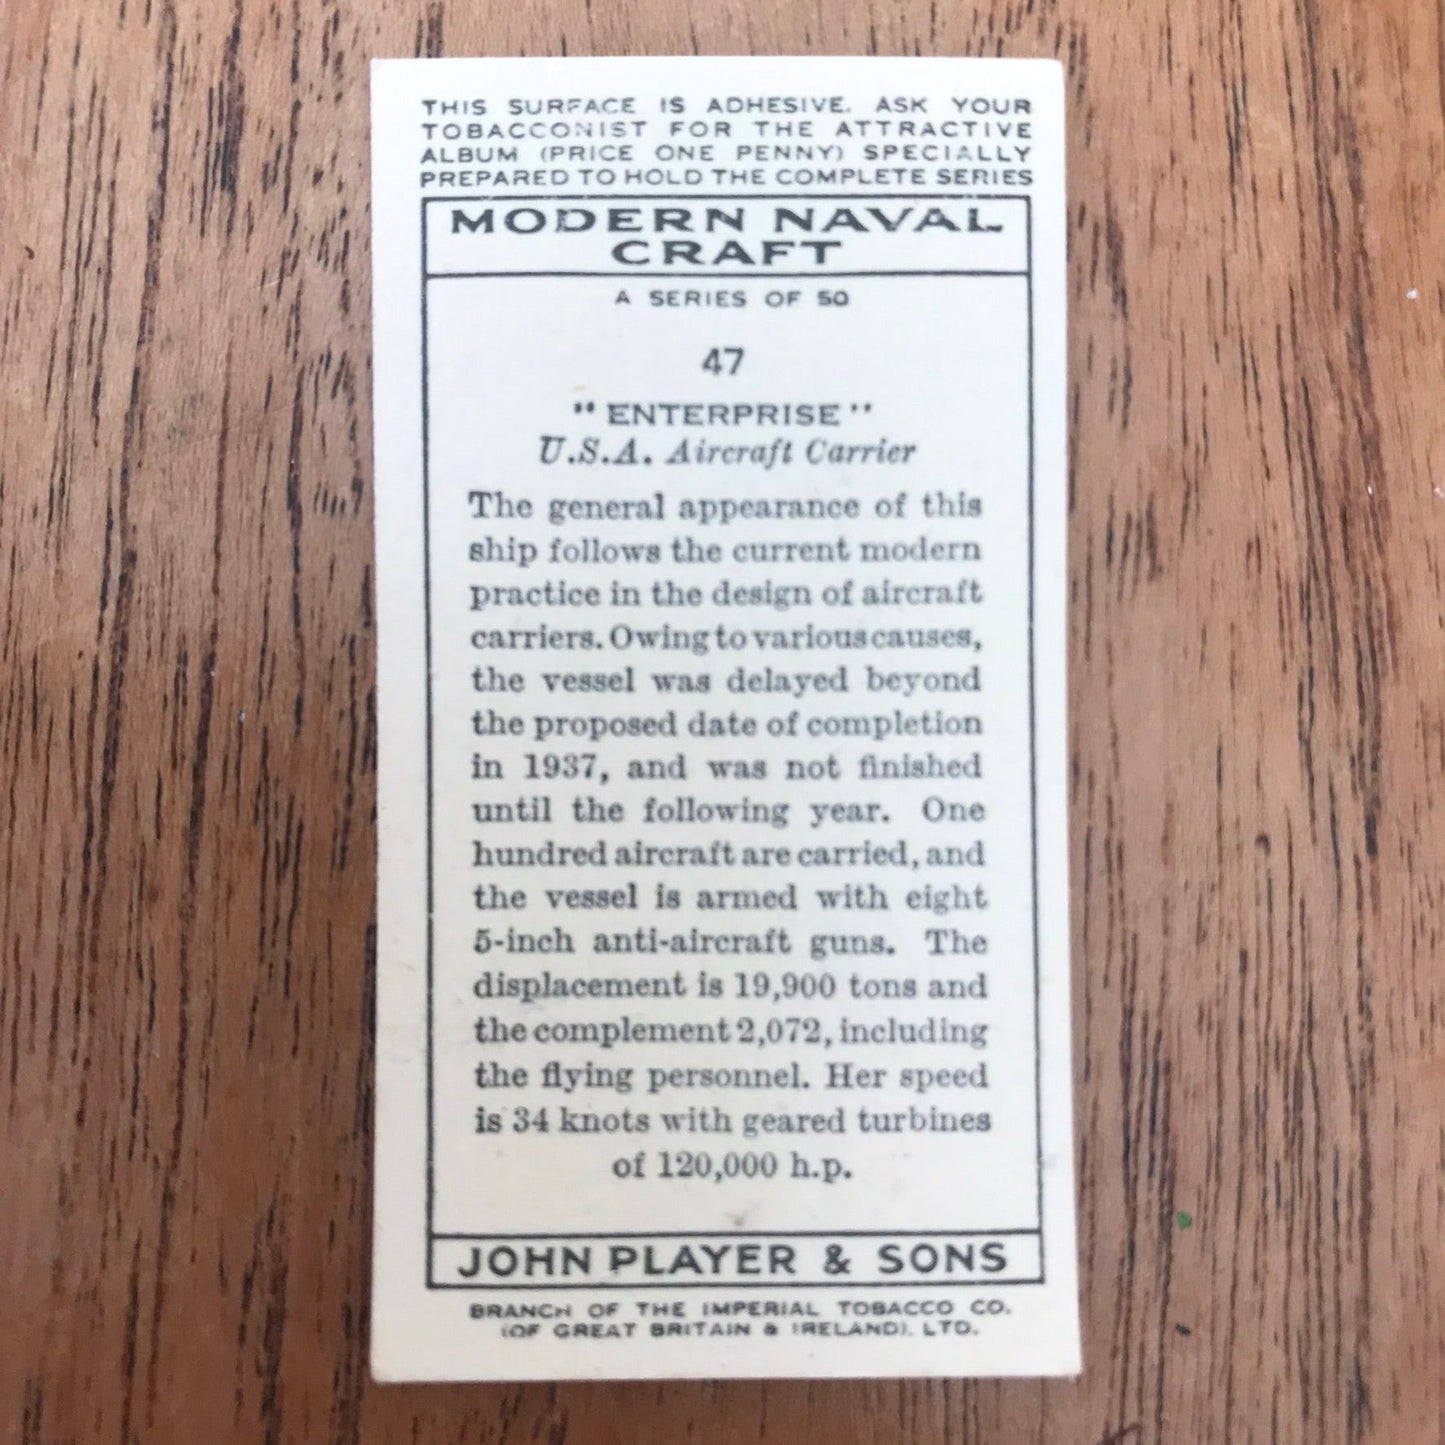 THIS SURFACE IS ADHESIVE. ASK YOUR
TOBACCONIST FOR THE ATTRACTIVE
ALBUM (PRICE ONE PENNY) SPECIALLY
PREPARED TO HOLD THE COMPLETE SERIES
MODERN NAVAL
CRAFT
A SERIES OF 50
47
"ENTERPRISE"
U.S.A. Aircraft Carrier
The general appearance of this
ship follows the current modern
practice in the design of aircraft
carriers. Owing to various causes,
the vessel was delayed beyond
the proposed date of completion
in 1937, and was not finished
until the following year. One
hundred aircraft are carried, and
the vessel is armed with eight
5-inch anti-aircraft guns. The
displacement is 19,900 tons and
the complement 2,072, including
the flying personnel. Her speed
is 34 knots with geared turbines
of 120,000 h.p.
JOHN PLAYER & SONS
BRANCH OF THE IMPERIAL TOBACCO CO.
(OF GREAT BRITAIN & IRELAND), LTD.